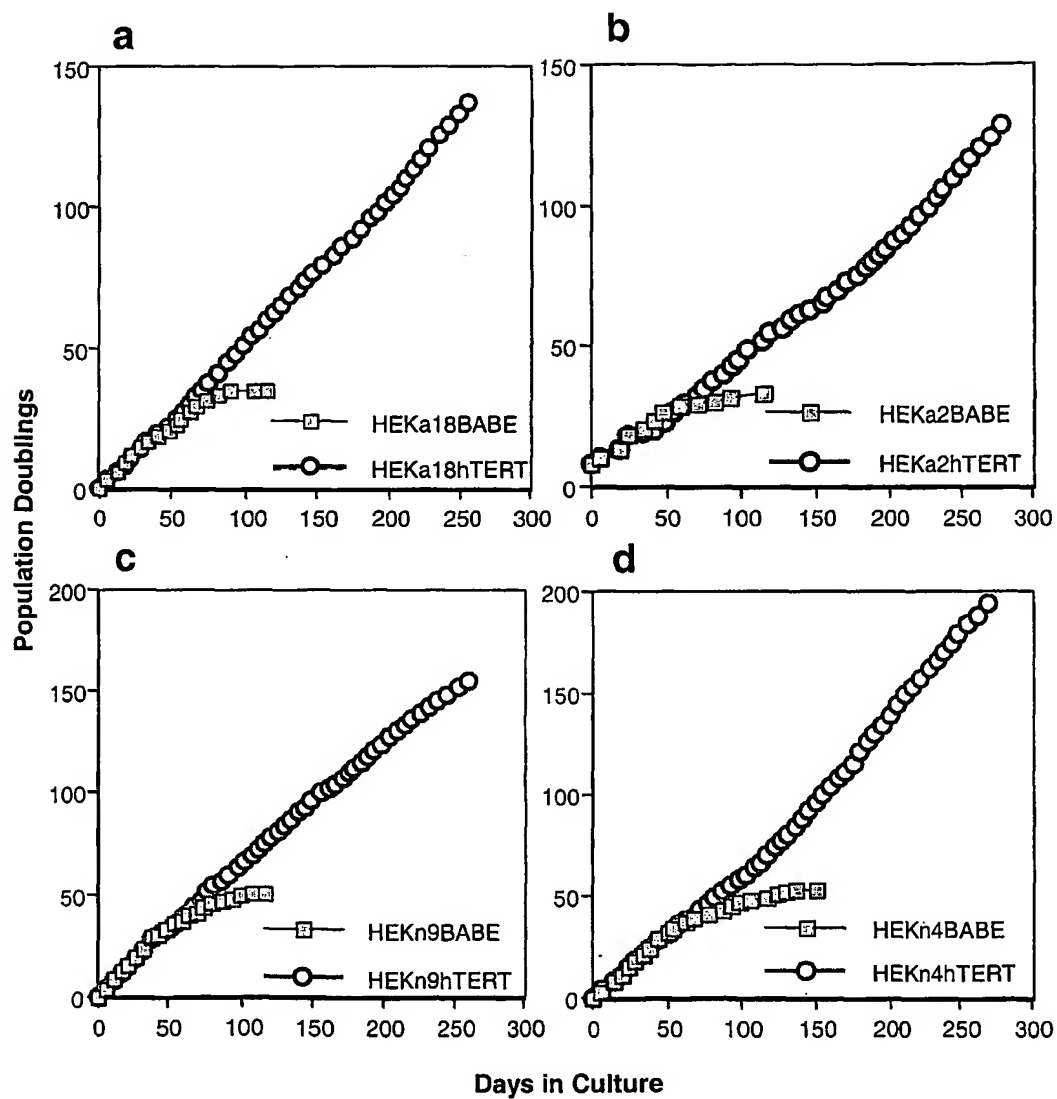 a
150
100
50
0
0 50 100 150 200 250 300
HEKa18BABE
HEKa18hTERT
b
150
100
50
0
0 50 100 150 200 250 300
HEKa2BABE
HEKa2hTERT
c
200
150
100
50
0
0 50 100 150 200 250 300
HEKn9BABE
HEKn9hTERT
d
200
150
100
50
0
0 50 100 150 200 250 300
HEKn4BABE
HEKn4hTERT
Population Doublings
Days in Culture